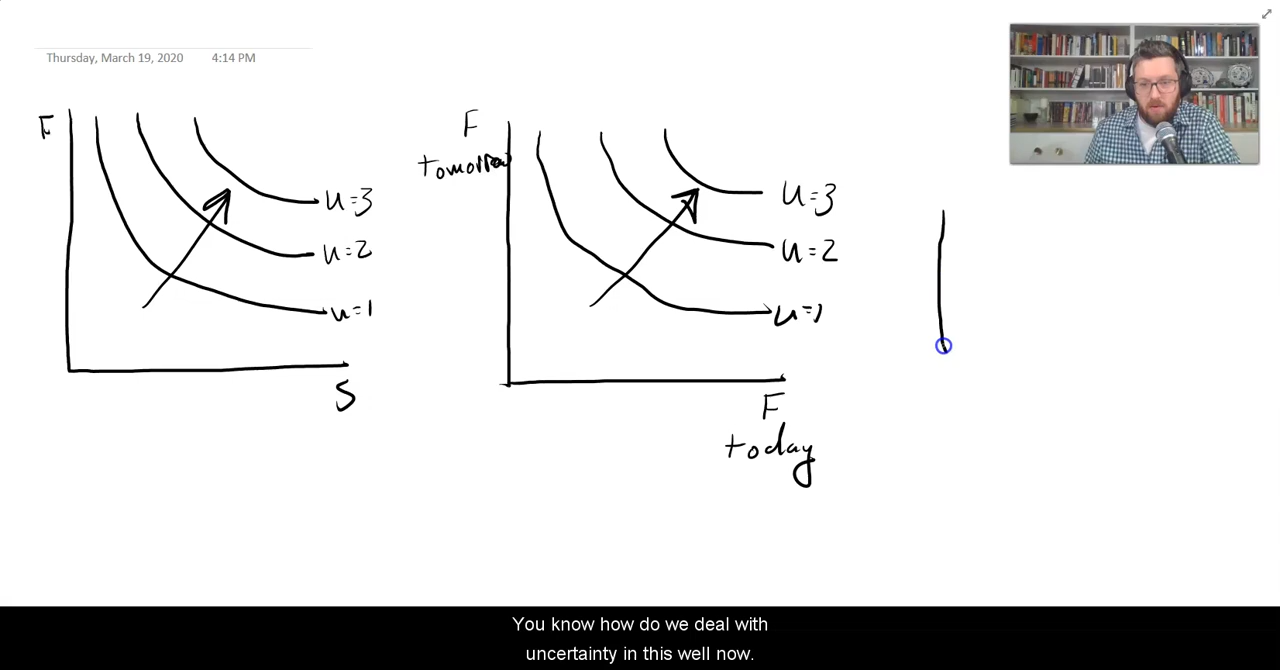 Thursday, March 19, 2020 4:14 PM
F
u=3
u=2
u=1
S
F
tomorrow
u=3
u=2
u=1
F
today
You know how do we deal with
uncertainty in this well now.